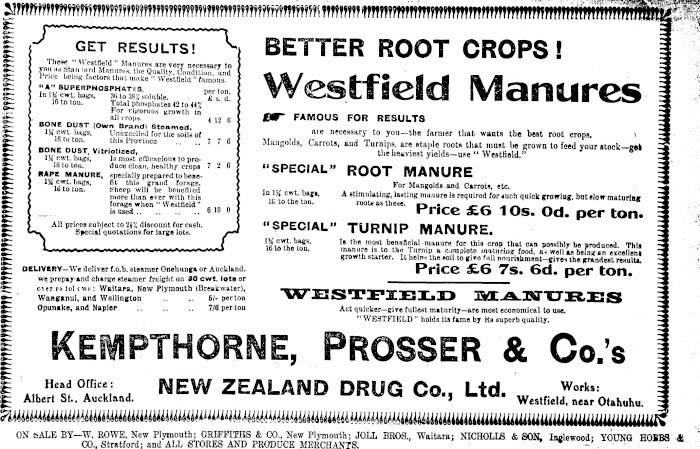 GET RESULTS!
These "Westfield" Manures are very necessary to
you as Standard Manures, the Quality, Condition, and
Price being factors that make "Westfield" famous.
per ton.
"A" SUPERPHOSPHATES. £ s. d.
In 1½ cwt. bags, 36 to 38% soluble.
16 to ton. Total phosphates 42 to 44%
For vigorous growth in
all crops. 4 12 6
BONE DUST (Own Brand) Steamed.
1¼ cwt. bags, Unexcelled for the soils of
16 to ton. this Province .. .. 7 7 6
BONE DUST, Vitriolized,
1¼ cwt. bags, Is most efficacious to pro-
16 to ton. duce clean, healthy crops 7 2 6
RAPE MANURE, specially prepared to bene-
1¼ cwt. bags, fit this grand forage.
16 to ton. Sheep will be benefited
more than ever with this
forage when "Westfield"
is used .. .. .. .. 6 10 0
All prices subject to 2½% discount for cash.
Special quotations for large lots.
DELIVERY—We deliver f.o.b. steamer Onehunga or Auckland.
we prepay and charge steamer freight on 30 cwt. lots or
over as follows: Waitara, New Plymouth (Breakwater),
Wanganui, and Wellington .. .. 5/- per ton
Opunake, and Napier .. .. .. 7/6 per ton
BETTER ROOT CROPS!
Westfield Manures
FAMOUS FOR RESULTS
are necessary to you—the farmer that wants the best root crops.
Mangolds, Carrots, and Turnips, are staple roots that must be grown to feed your stock—get
the heaviest yields—use "Westfield."
"SPECIAL" ROOT MANURE
For Mangolds and Carrots, etc.
In 1½ cwt. bags, A stimulating, lasting manure is required for such quick growing, but slow maturing
16 to the ton. roots as these. Price £6 10s. 0d. per ton.
"SPECIAL" TURNIP MANURE.
1¼ cwt. bags, Is the most beneficial manure for this crop that can possibly be produced. This
16 to the ton. manure is to the Turnip a complete maturing food, as well as being an excellent
growth starter. It helps the soil to give full nourishment—gives the grandest results.
Price £6 7s. 6d. per ton.
WESTFIELD MANURES
Act quicker—give fullest maturity—are most economical to use.
"WESTFIELD" holds its fame by its superb quality.
KEMPTHORNE, PROSSER & Co.'s
Head Office: NEW ZEALAND DRUG Co., Ltd. Works:
Albert St., Auckland. Westfield, near Otahuhu.
ON SALE BY—W. ROWE, New Plymouth; GRIFFITHS & CO., New Plymouth; JOLL BROS., Waitara; NICHOLLS & SON, Inglewood; YOUNG HOBBS &
CO., Stratford; and ALL STORES AND PRODUCE MERCHANTS.